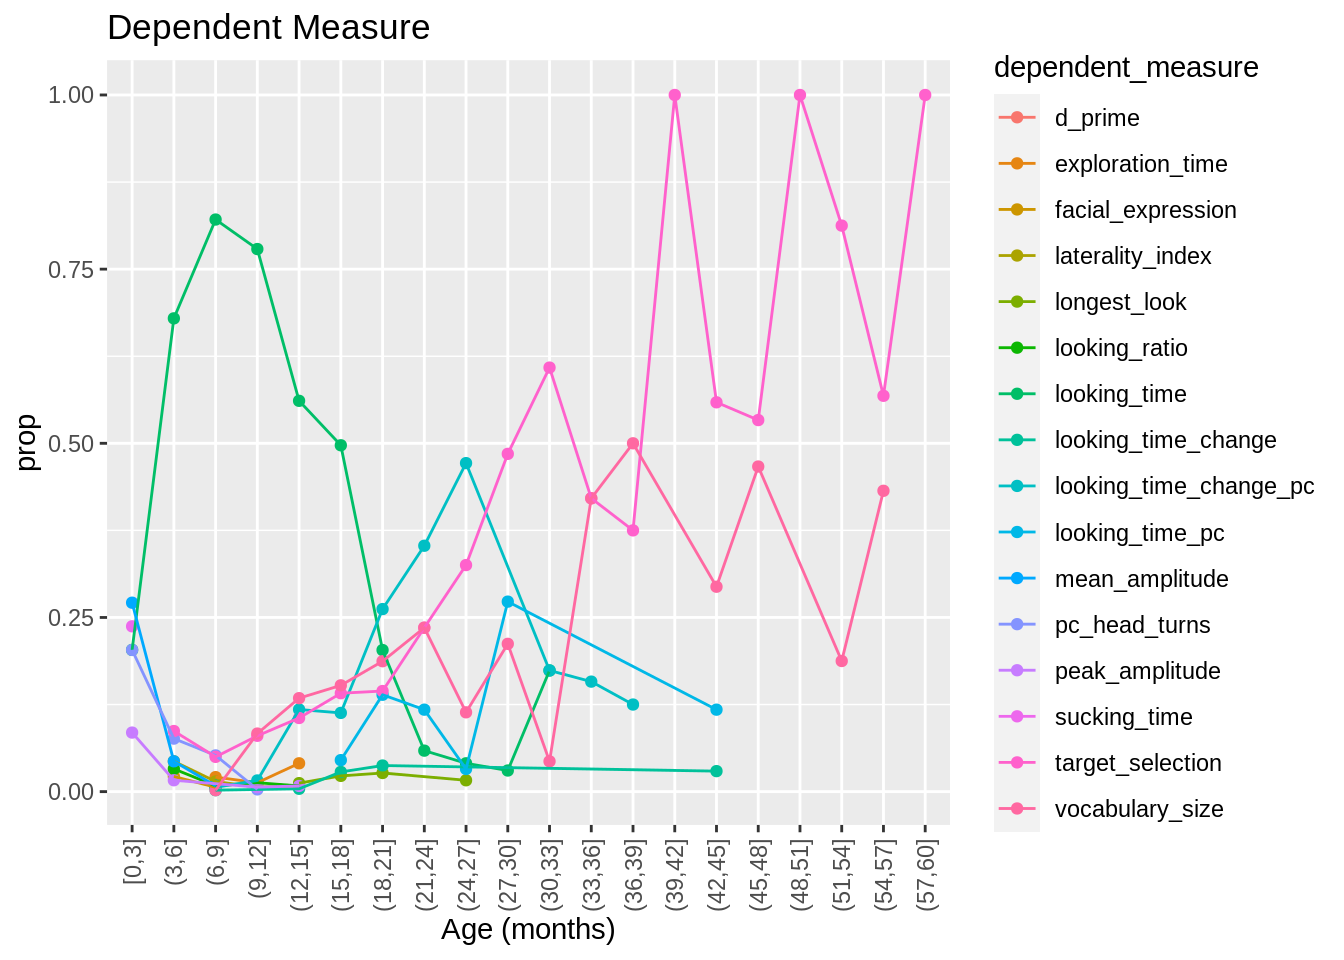 Dependent Measure
dependent_measure
d_prime
exploration_time
facial_expression
laterality_index
longest_look
looking_ratio
looking_time
looking_time_change
looking_time_change_pc
looking_time_pc
mean_amplitude
pc_head_turns
peak_amplitude
sucking_time
target_selection
vocabulary_size
prop
1.00
0.75
0.50
0.25
0.00
[0,3]
(3,6]
(6,9]
(9,12]
(12,15]
(15,18]
(18,21]
(21,24]
(24,27]
(27,30]
(30,33]
(33,36]
(36,39]
(39,42]
(42,45]
(45,48]
(48,51]
(51,54]
(54,57]
(57,60]
Age (months)